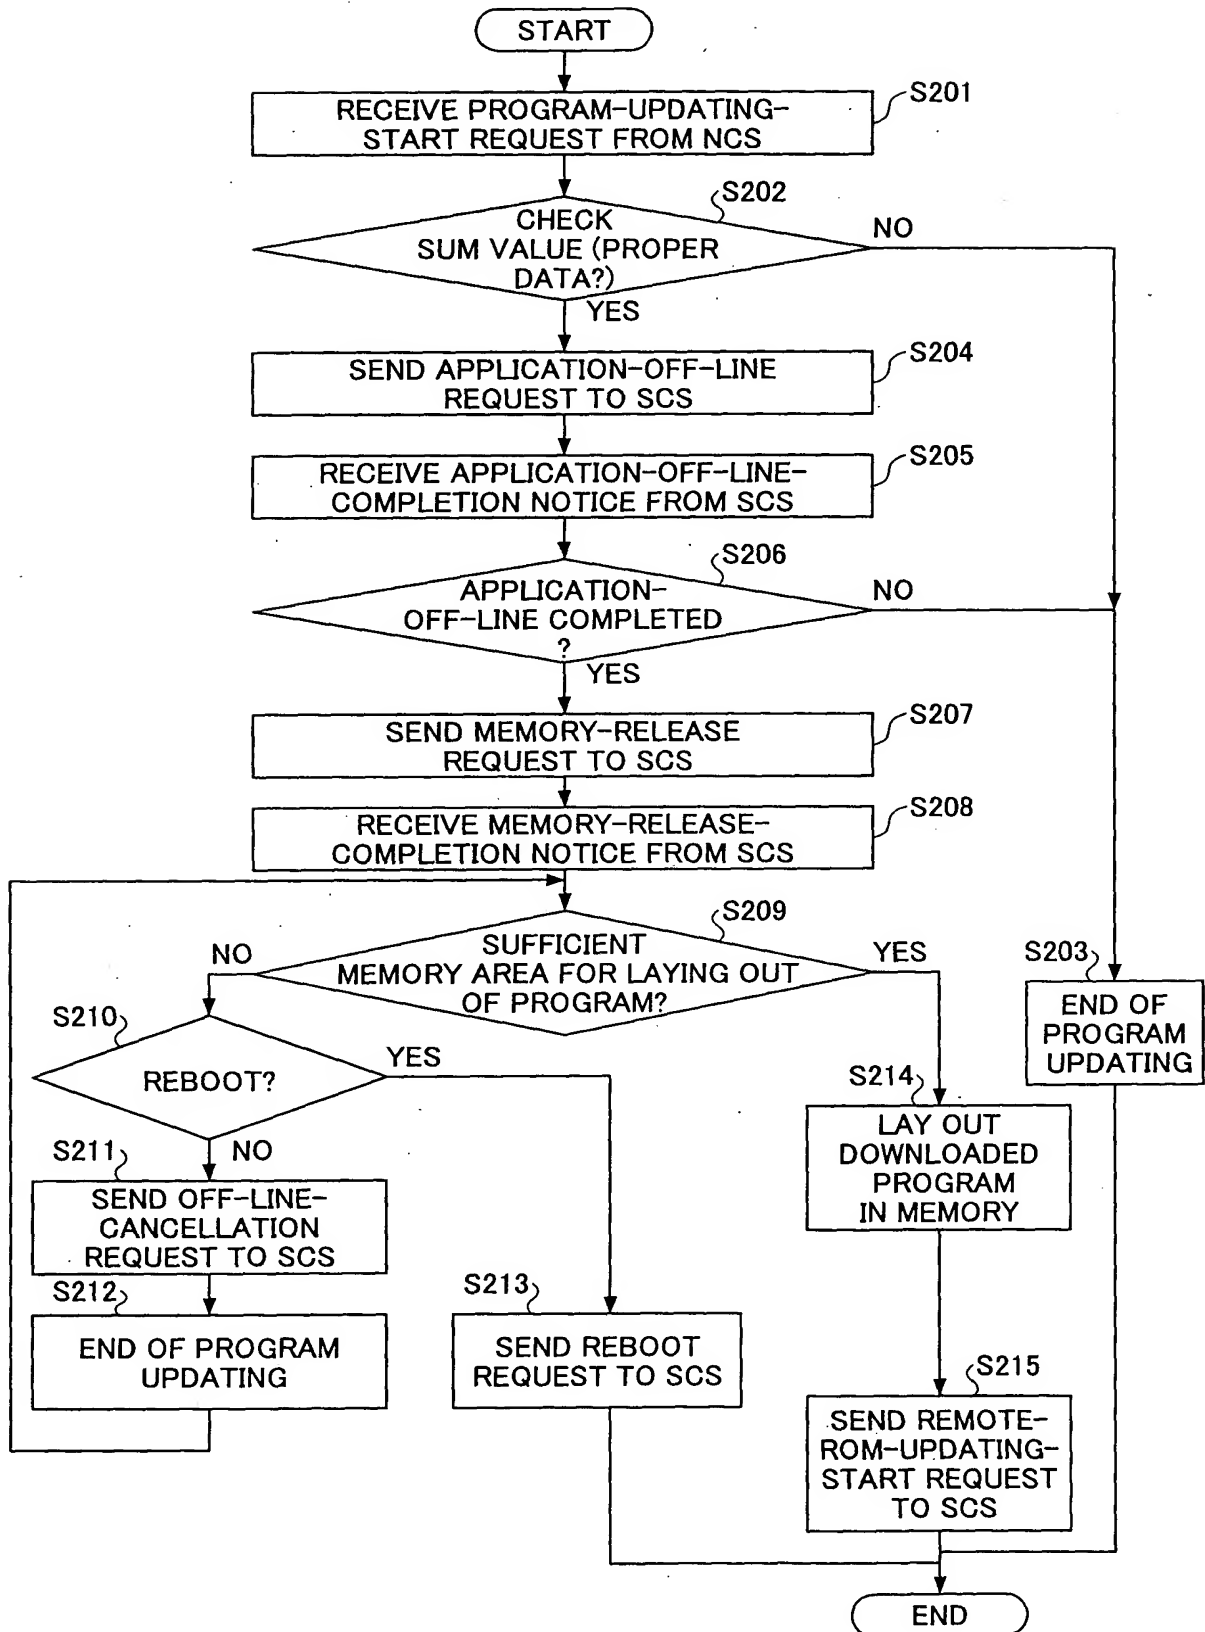 START
S201
RECEIVE PROGRAM-UPDATING-
START REQUEST FROM NCS
S202
CHECK
SUM VALUE (PROPER
DATA?)
NO
YES
S204
SEND APPLICATION-OFF-LINE
REQUEST TO SCS
S205
RECEIVE APPLICATION-OFF-LINE-
COMPLETION NOTICE FROM SCS
S206
APPLICATION-
OFF-LINE COMPLETED
?
NO
YES
S207
SEND MEMORY-RELEASE
REQUEST TO SCS
S208
RECEIVE MEMORY-RELEASE-
COMPLETION NOTICE FROM SCS
S209
SUFFICIENT
MEMORY AREA FOR LAYING OUT
OF PROGRAM?
NO
YES
S203
END OF
PROGRAM
UPDATING
S210
REBOOT?
YES
NO
S214
LAY OUT
DOWNLOADED
PROGRAM
IN MEMORY
S211
SEND OFF-LINE-
CANCELLATION
REQUEST TO SCS
S212
END OF PROGRAM
UPDATING
S213
SEND REBOOT
REQUEST TO SCS
S215
SEND REMOTE-
ROM-UPDATING-
START REQUEST
TO SCS
END